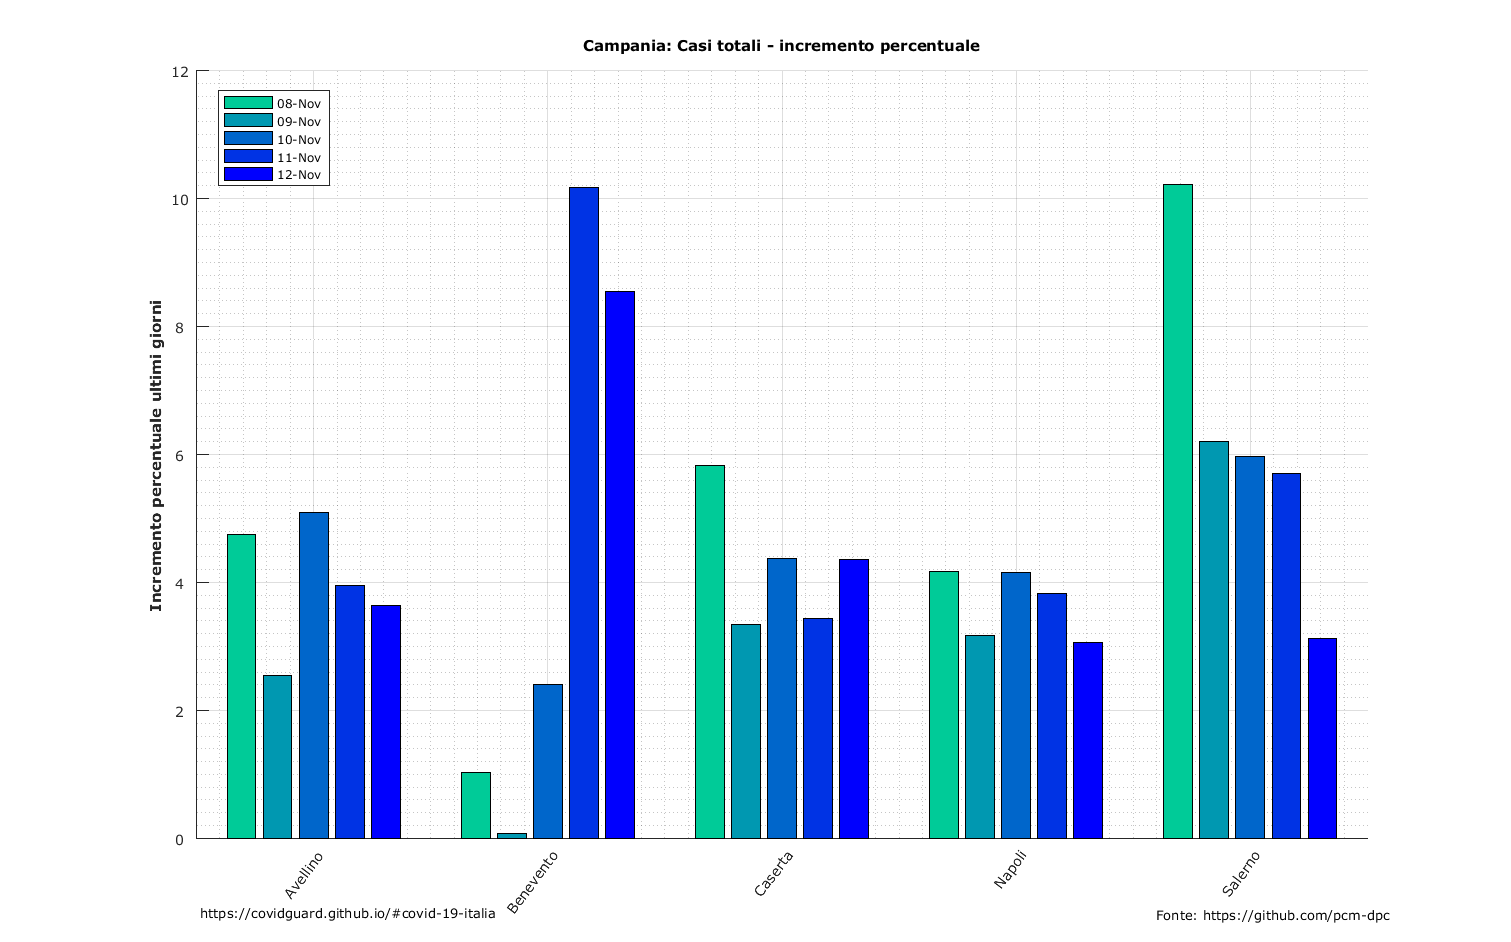 Campania: Casi totali - incremento percentuale
12
10
8
6
4
2
0
Incremento percentuale ultimi giorni
08-Nov
09-Nov
10-Nov
11-Nov
12-Nov
Avellino
Benevento
Caserta
Napoli
Salerno
https://covidguard.github.io/#covid-19-italia
Fonte: https://github.com/pcm-dpc